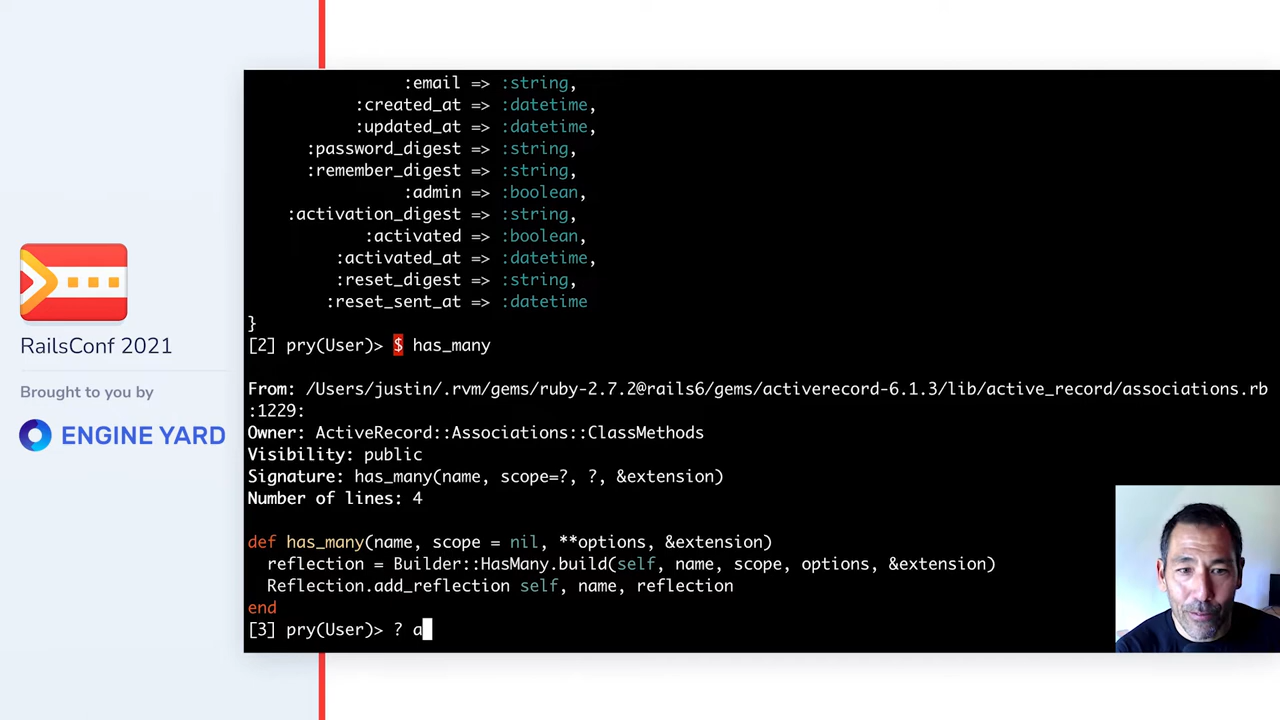 :email => :string,
:created_at => :datetime,
:updated_at => :datetime,
:password_digest => :string,
:remember_digest => :string,
:admin => :boolean,
:activation_digest => :string,
:activated => :boolean,
:activated_at => :datetime,
:reset_digest => :string,
:reset_sent_at => :datetime
}
[2] pry(User)> $ has_many
From: /Users/justin/.rvm/gems/ruby-2.7.2@rails6/gems/activerecord-6.1.3/lib/active_record/associations.rb
:1229:
Owner: ActiveRecord::Associations::ClassMethods
Visibility: public
Signature: has_many(name, scope=?, ?, &extension)
Number of lines: 4
def has_many(name, scope = nil, **options, &extension)
reflection = Builder::HasMany.build(self, name, scope, options, &extension)
Reflection.add_reflection self, name, reflection
end
[3] pry(User)> ? a
RailsConf 2021
Brought to you by
ENGINE YARD